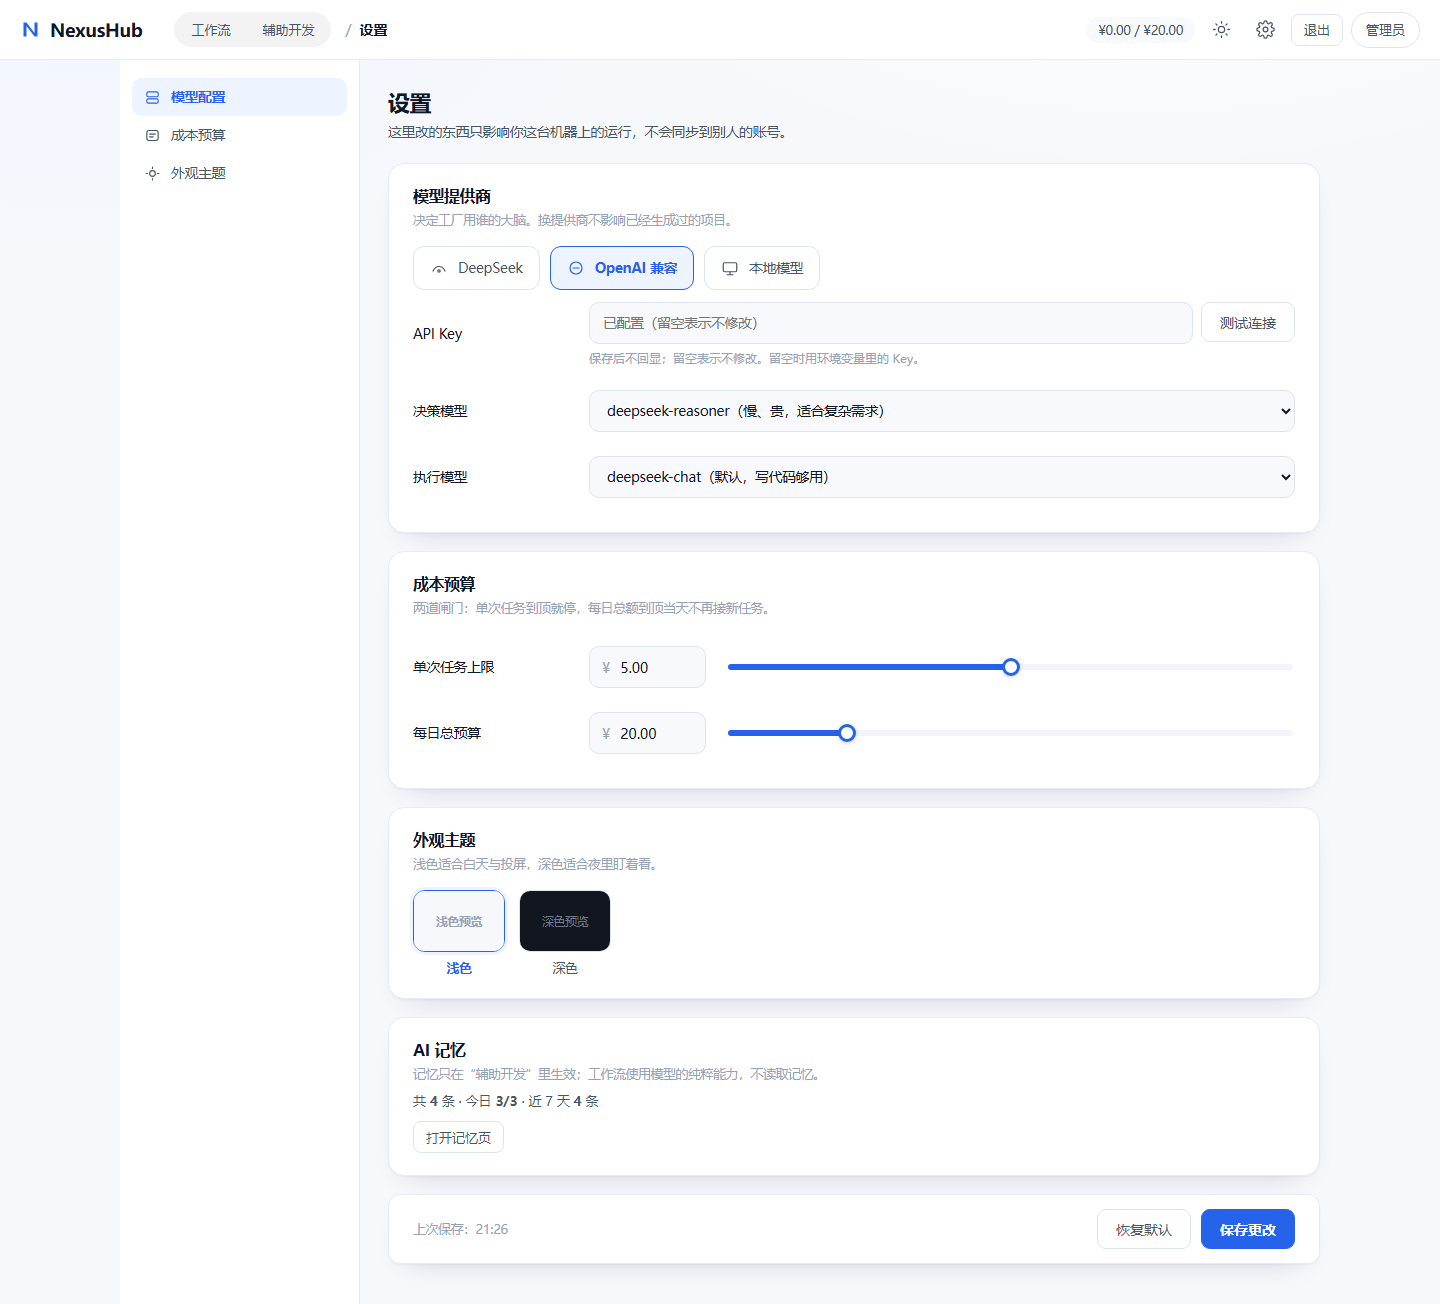 NexusHub
工作流
辅助开发
/ 设置
¥0.00 / ¥20.00
退出
管理员
模型配置
成本预算
外观主题
设置
这里改的东西只影响你这台机器上的运行，不会同步到别人的账号。
模型提供商
决定工厂用谁的大脑。换提供商不影响已经生成过的项目。
DeepSeek
OpenAI 兼容
本地模型
API Key
已配置（留空表示不修改）
测试连接
保存后不回显；留空表示不修改。留空时用环境变量里的 Key。
决策模型
deepseek-reasoner（慢、贵，适合复杂需求）
执行模型
deepseek-chat（默认，写代码够用）
成本预算
两道闸门：单次任务到顶就停，每日总额到顶当天不再接新任务。
单次任务上限
¥ 5.00
每日总预算
¥ 20.00
外观主题
浅色适合白天与投屏，深色适合夜里盯着看。
浅色预览
深色预览
浅色
深色
AI 记忆
记忆只在“辅助开发”里生效；工作流使用模型的纯粹能力，不读取记忆。
共 4 条 · 今日 3/3 · 近 7 天 4 条
打开记忆页
上次保存：21:26
恢复默认
保存更改